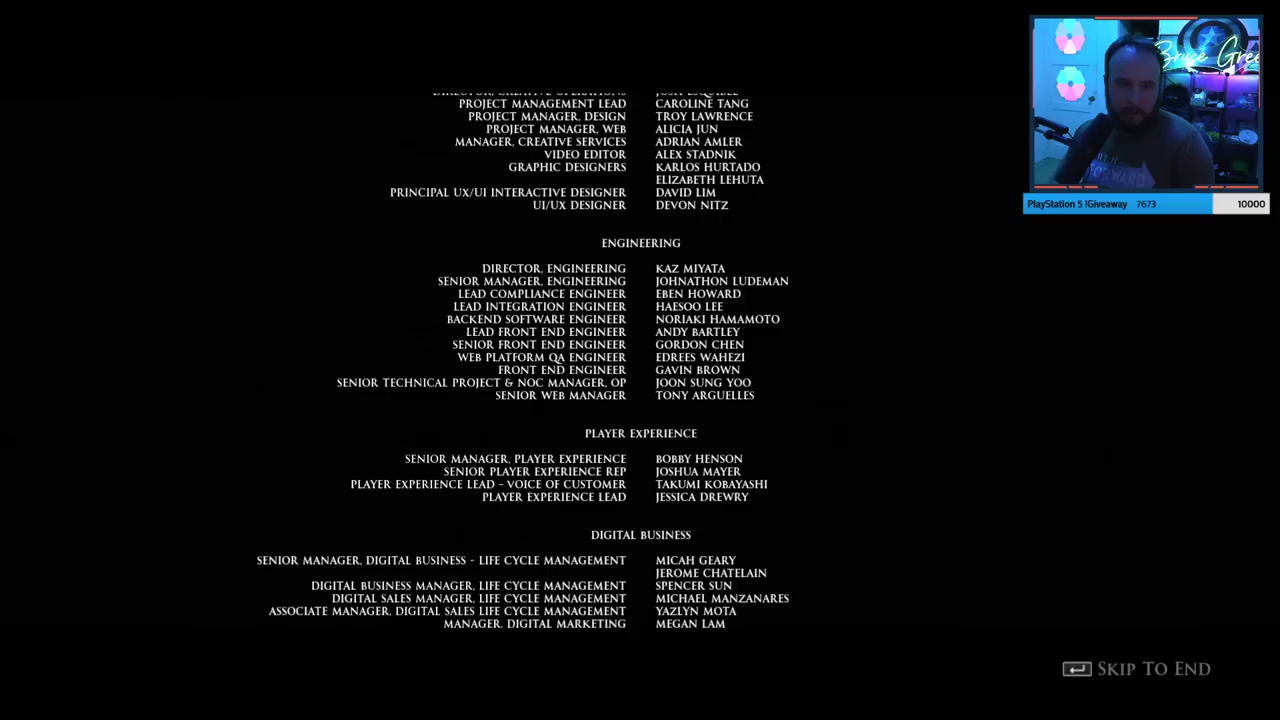 PROJECT MANAGEMENT LEAD CAROLINE TANG
PROJECT MANAGER, DESIGN TROY LAWRENCE
PROJECT MANAGER, WEB ALICIA JUN
MANAGER, CREATIVE SERVICES ADRIAN AMLER
VIDEO EDITOR ALEX STADNIK
GRAPHIC DESIGNERS KARLOS HURTADO
ELIZABETH LEHUTA
PRINCIPAL UX/UI INTERACTIVE DESIGNER DAVID LIM
UI/UX DESIGNER DEVON NITZ
ENGINEERING
DIRECTOR, ENGINEERING KAZ MIYATA
SENIOR MANAGER, ENGINEERING JOHNATHON LUDEMAN
LEAD COMPLIANCE ENGINEER EBEN HOWARD
LEAD INTEGRATION ENGINEER HAESOO LEE
BACKEND SOFTWARE ENGINEER NORIAKI HAMAMOTO
LEAD FRONT END ENGINEER ANDY BARTLEY
SENIOR FRONT END ENGINEER GORDON CHEN
WEB PLATFORM QA ENGINEER EDREES WAHEZI
FRONT END ENGINEER GAVIN BROWN
SENIOR TECHNICAL PROJECT & NOC MANAGER, OP JOON SUNG YOO
SENIOR WEB MANAGER TONY ARGUELLES
PLAYER EXPERIENCE
SENIOR MANAGER, PLAYER EXPERIENCE BOBBY HENSON
SENIOR PLAYER EXPERIENCE REP JOSHUA MAYER
PLAYER EXPERIENCE LEAD – VOICE OF CUSTOMER TAKUMI KOBAYASHI
PLAYER EXPERIENCE LEAD JESSICA DREWRY
DIGITAL BUSINESS
SENIOR MANAGER, DIGITAL BUSINESS - LIFE CYCLE MANAGEMENT MICAH GEARY
JEROME CHATELAIN
DIGITAL BUSINESS MANAGER, LIFE CYCLE MANAGEMENT SPENCER SUN
DIGITAL SALES MANAGER, LIFE CYCLE MANAGEMENT MICHAEL MANZANARES
ASSOCIATE MANAGER, DIGITAL SALES LIFE CYCLE MANAGEMENT YAZLYN MOTA
MANAGER, DIGITAL MARKETING MEGAN LAM
Bruce Gree
FORWARD
PlayStation 5 !Giveaway 7673 10000
SKIP TO END